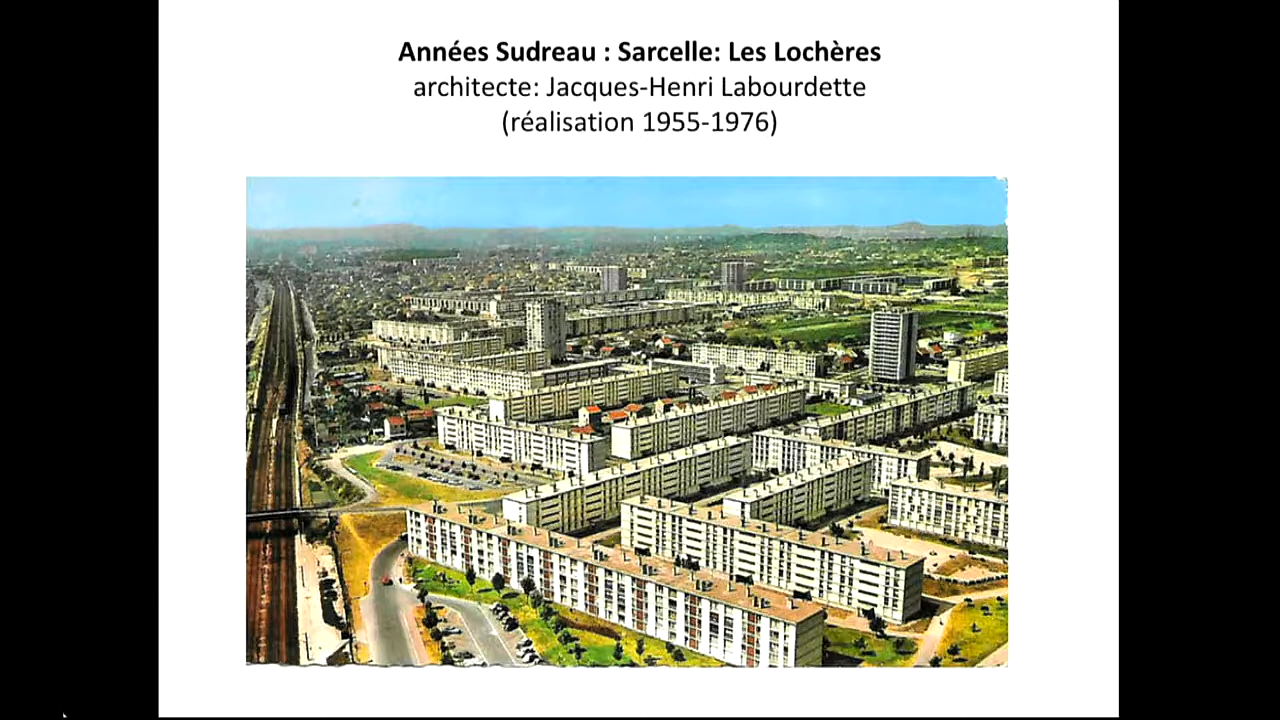 Années Sudreau : Sarcelle: Les Lochères
architecte: Jacques-Henri Labourdette
(réalisation 1955-1976)